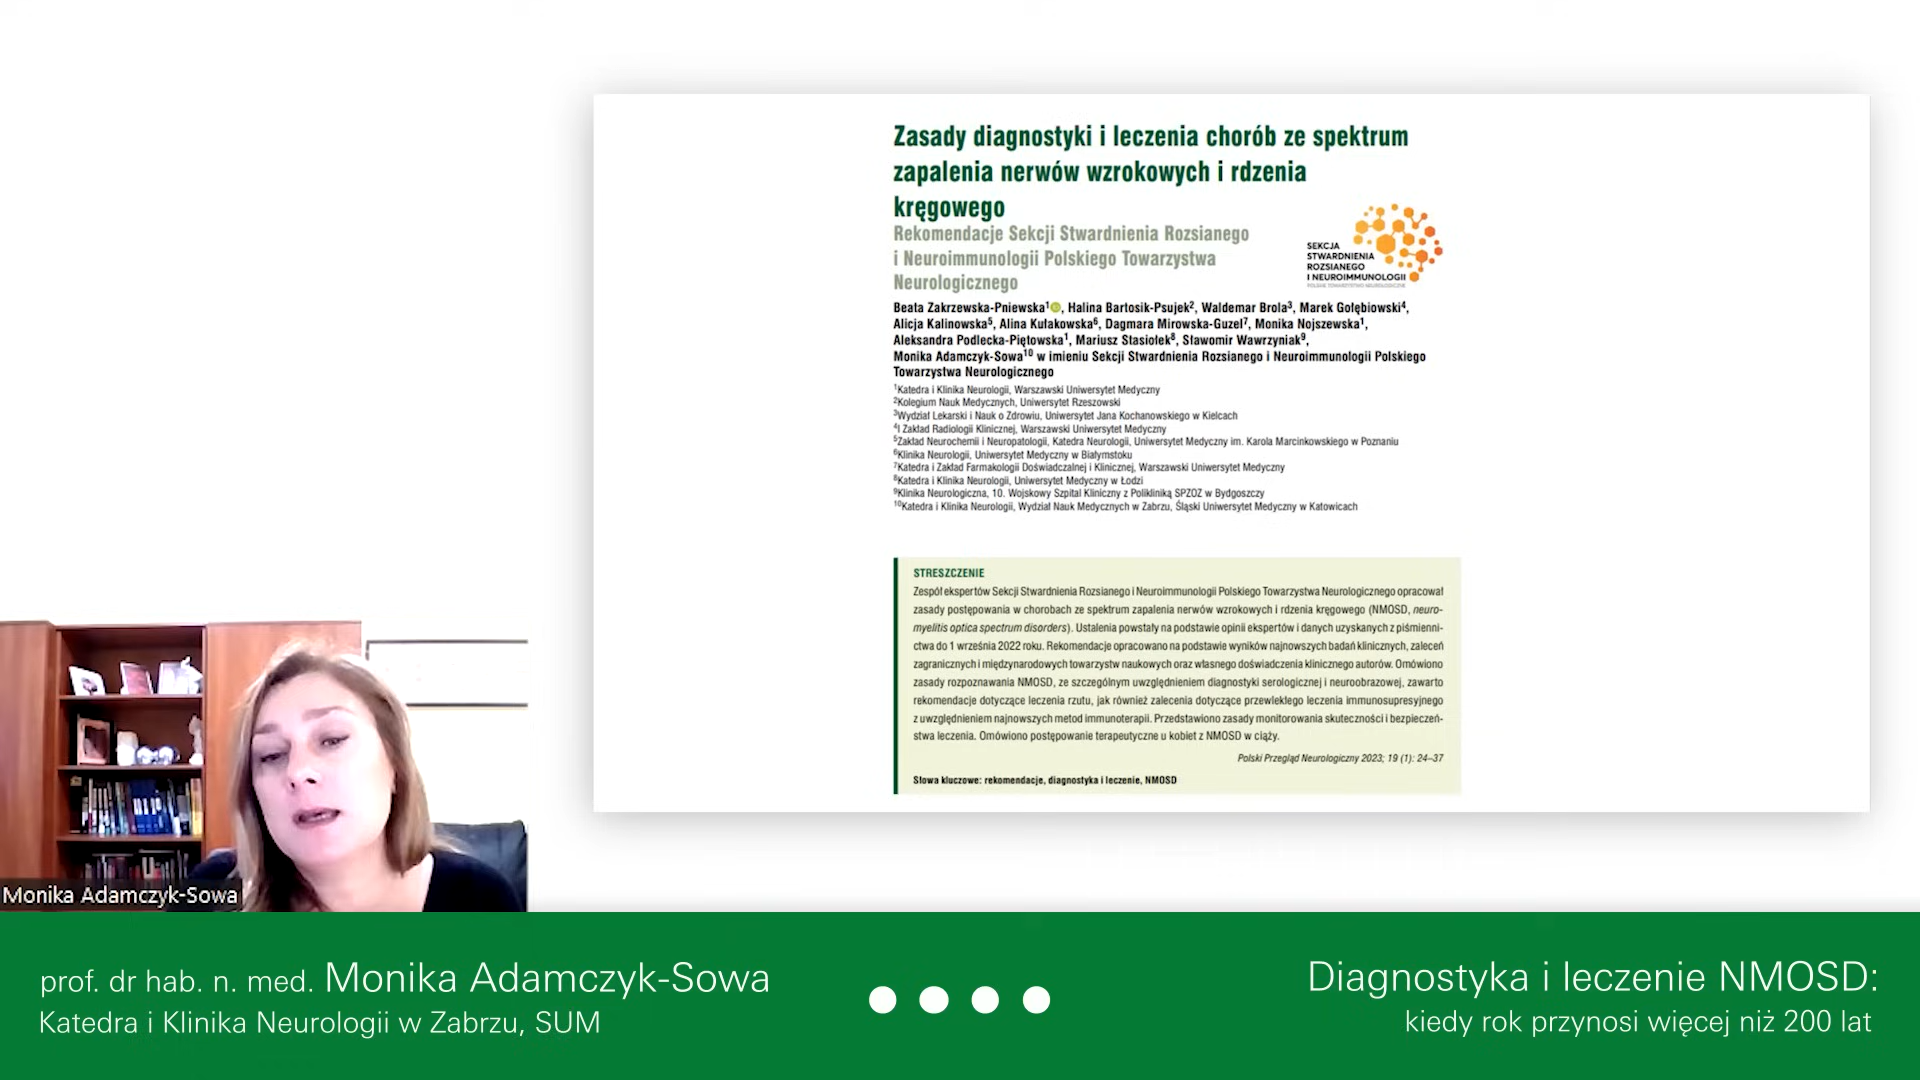 Zasady diagnostyki i leczenia chorób ze spektrum
zapalenia nerwów wzrokowych i rdzenia
kręgowego
Rekomendacje Sekcji Stwardnienia Rozsianego
i Neuroimmunologii Polskiego Towarzystwa
Neurologicznego
SEKCJA
STWARDNIENIA
ROZSIANEGO
I NEUROIMMUNOLOGII
POLSKIE TOWARZYSTWO NEUROLOGICZNE
Beata Zakrzewska-Pniewska¹, Halina Bartosik-Psujek², Waldemar Brola³, Marek Gołębiowski⁴,
Alicja Kalinowska⁵, Alina Kułakowska⁶, Dagmara Mirowska-Guzel⁷, Monika Nojszewska¹,
Aleksandra Podlecka-Piętowska¹, Mariusz Stasiołek⁸, Sławomir Wawrzyniak⁹,
Monika Adamczyk-Sowa¹⁰ w imieniu Sekcji Stwardnienia Rozsianego i Neuroimmunologii Polskiego
Towarzystwa Neurologicznego
¹Katedra i Klinika Neurologii, Warszawski Uniwersytet Medyczny
²Kolegium Nauk Medycznych, Uniwersytet Rzeszowski
³Wydział Lekarski i Nauk o Zdrowiu, Uniwersytet Jana Kochanowskiego w Kielcach
⁴I Zakład Radiologii Klinicznej, Warszawski Uniwersytet Medyczny
⁵Zakład Neurochemii i Neuropatologii, Katedra Neurologii, Uniwersytet Medyczny im. Karola Marcinkowskiego w Poznaniu
⁶Klinika Neurologii, Uniwersytet Medyczny w Białymstoku
⁷Katedra i Zakład Farmakologii Doświadczalnej i Klinicznej, Warszawski Uniwersytet Medyczny
⁸Katedra i Klinika Neurologii, Uniwersytet Medyczny w Łodzi
⁹Klinika Neurologiczna, 10. Wojskowy Szpital Kliniczny z Polikliniką SPZOZ w Bydgoszczy
¹⁰Katedra i Klinika Neurologii, Wydział Nauk Medycznych w Zabrzu, Śląski Uniwersytet Medyczny w Katowicach
STRESZCZENIE
Zespół ekspertów Sekcji Stwardnienia Rozsianego i Neuroimmunologii Polskiego Towarzystwa Neurologicznego opracował
zasady postępowania w chorobach ze spektrum zapalenia nerwów wzrokowych i rdzenia kręgowego (NMOSD, neuro-
myelitis optica spectrum disorders). Ustalenia powstały na podstawie opinii ekspertów i danych uzyskanych z piśmienni-
ctwa do 1 września 2022 roku. Rekomendacje opracowano na podstawie wyników najnowszych badań klinicznych, zaleceń
zagranicznych i międzynarodowych towarzystw naukowych oraz własnego doświadczenia klinicznego autorów. Omówiono
zasady rozpoznawania NMOSD, ze szczególnym uwzględnieniem diagnostyki serologicznej i neuroobrazowej, zawarto
rekomendacje dotyczące leczenia rzutu, jak również zalecenia dotyczące przewlekłego leczenia immunosupresyjnego
z uwzględnieniem najnowszych metod immunoterapii. Przedstawiono zasady monitorowania skuteczności i bezpieczeń-
stwa leczenia. Omówiono postępowanie terapeutyczne u kobiet z NMOSD w ciąży.
Polski Przegląd Neurologiczny 2023; 19 (1): 24–37
Słowa kluczowe: rekomendacje, diagnostyka i leczenie, NMOSD
Monika Adamczyk-Sowa
prof. dr hab. n. med. Monika Adamczyk-Sowa
Katedra i Klinika Neurologii w Zabrzu, SUM
Diagnostyka i leczenie NMOSD:
kiedy rok przynosi więcej niż 200 lat